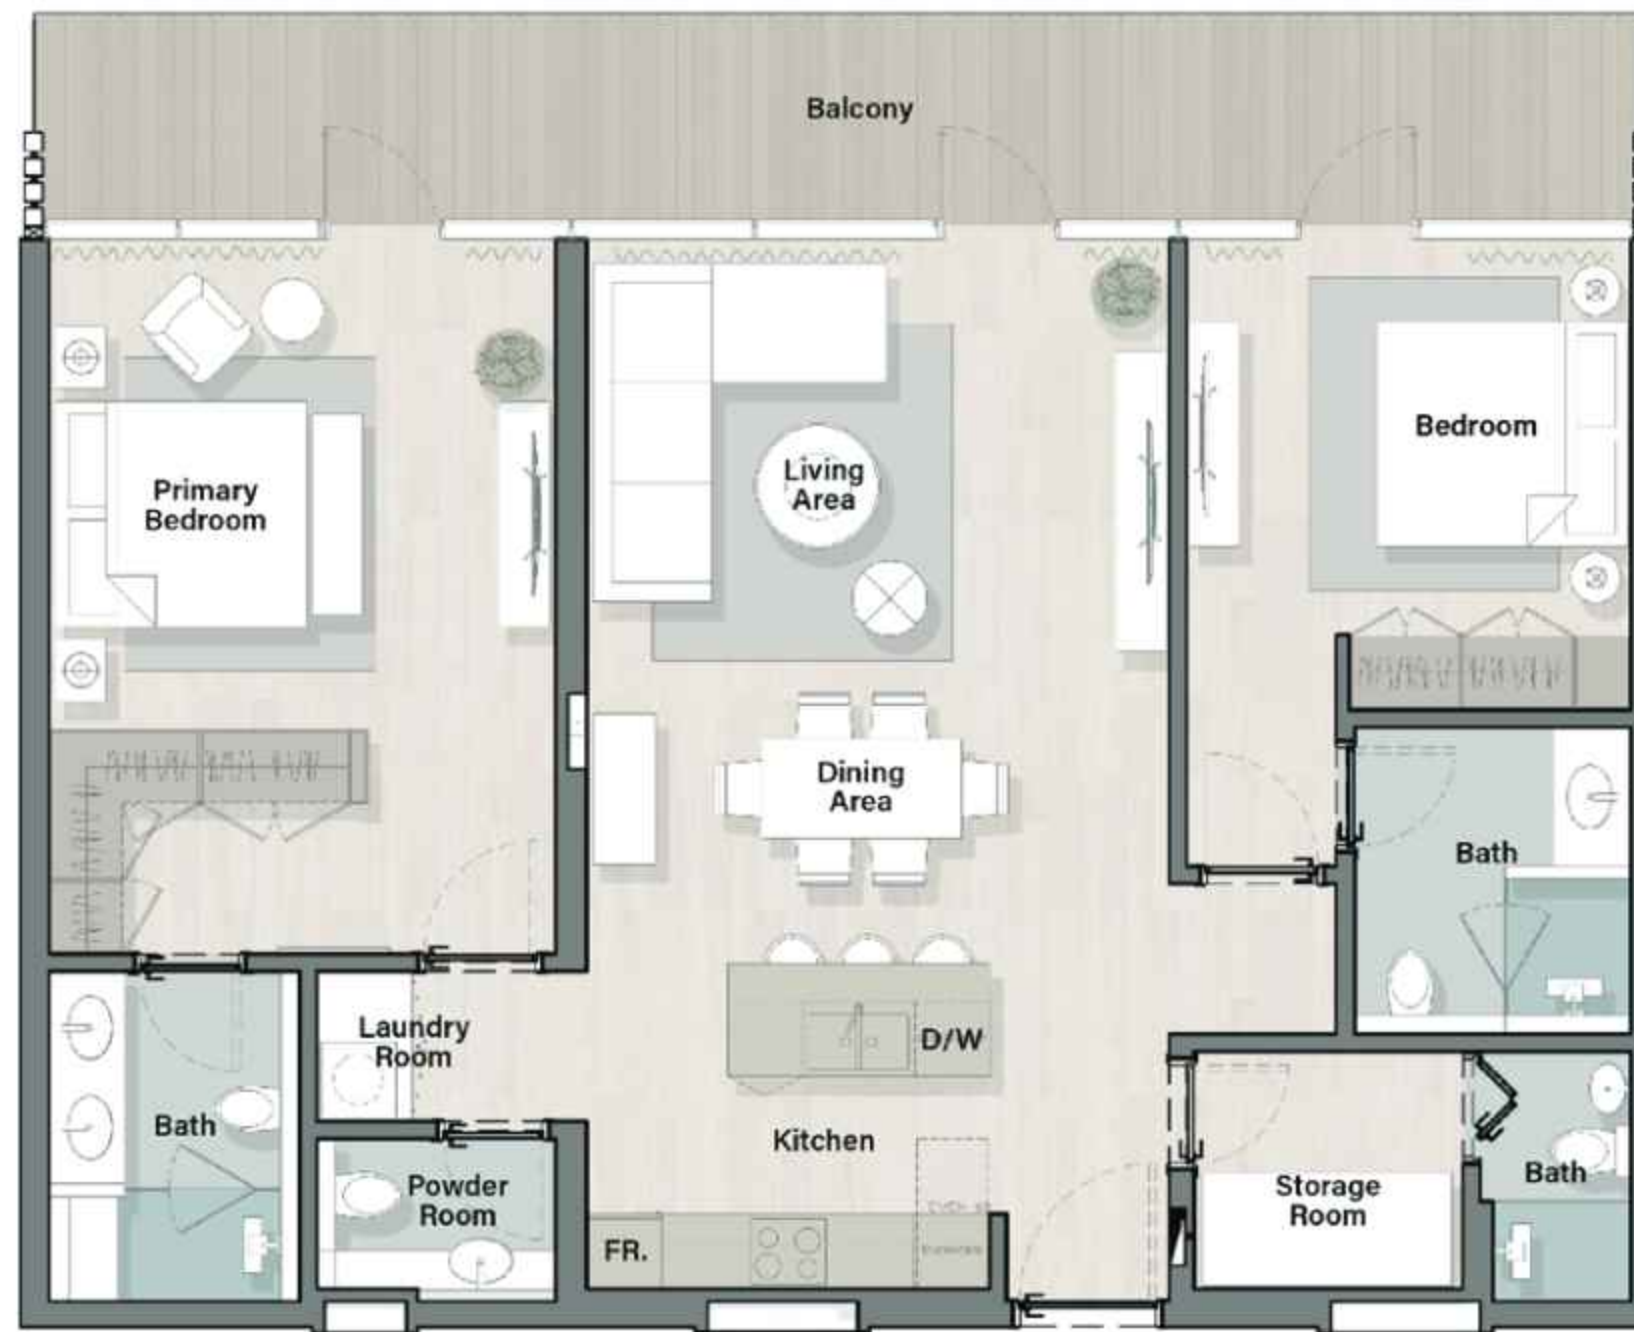 Balcony
Primary
Bedroom
Living
Area
Bedroom
Dining
Area
Bath
Laundry
Room
D/W
Bath
Kitchen
Powder
Room
Storage
Room
Bath
FR.